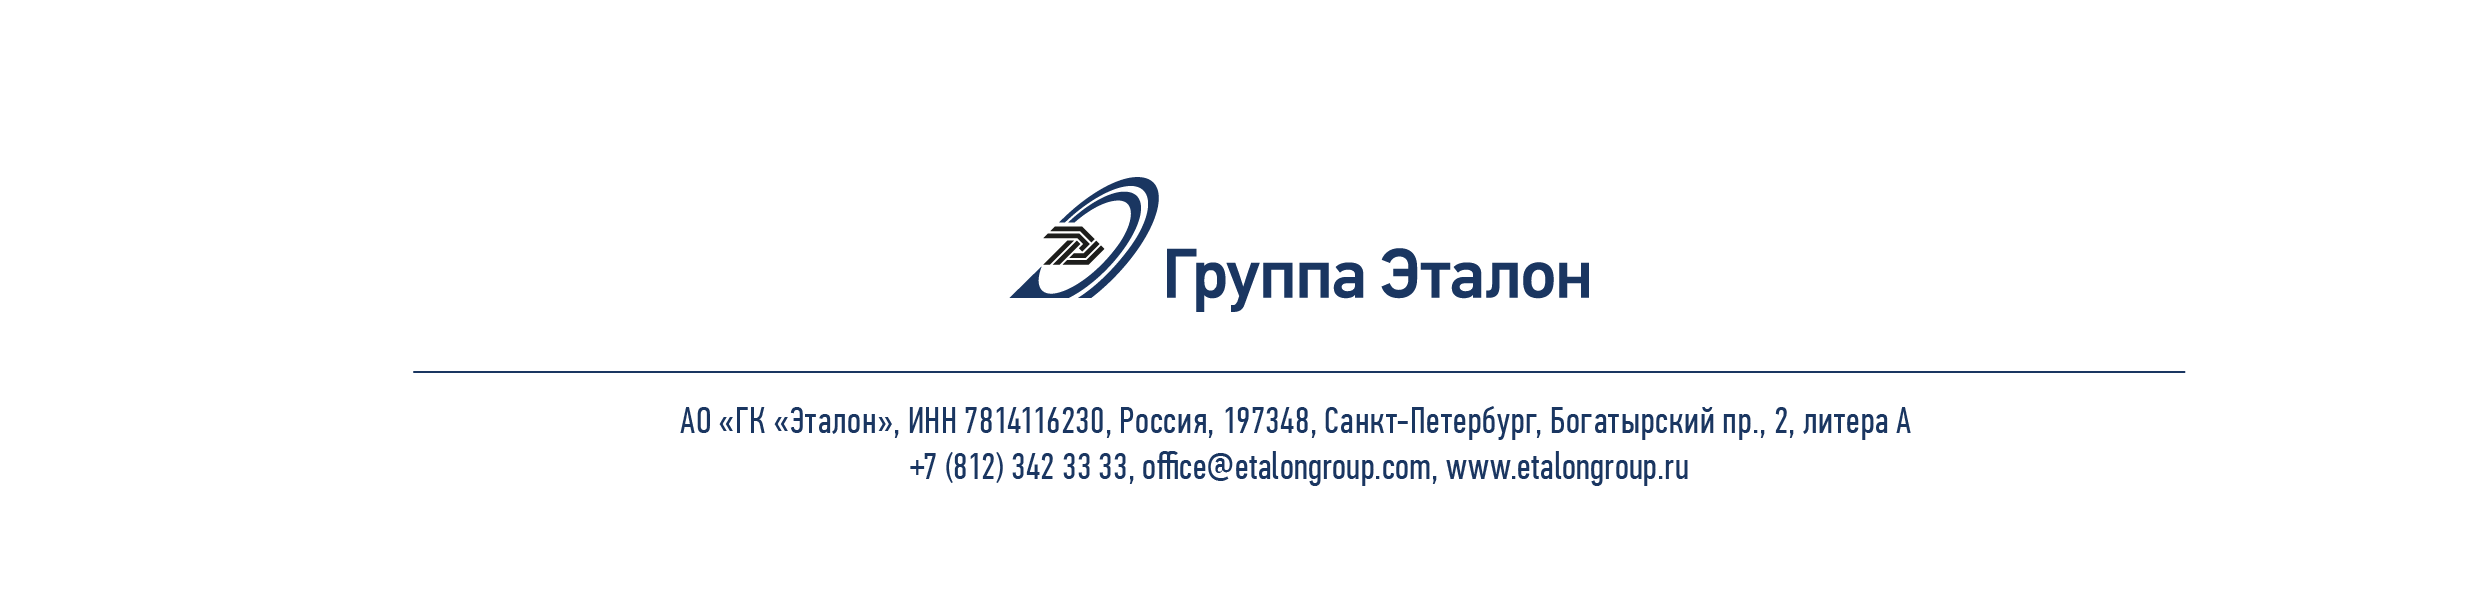 Группа Эталон
АО «ГК «Эталон», ИНН 7814116230, Россия, 197348, Санкт-Петербург, Богатырский пр., 2, литера А
+7 (812) 342 33 33, office@etalongroup.com, www.etalongroup.ru